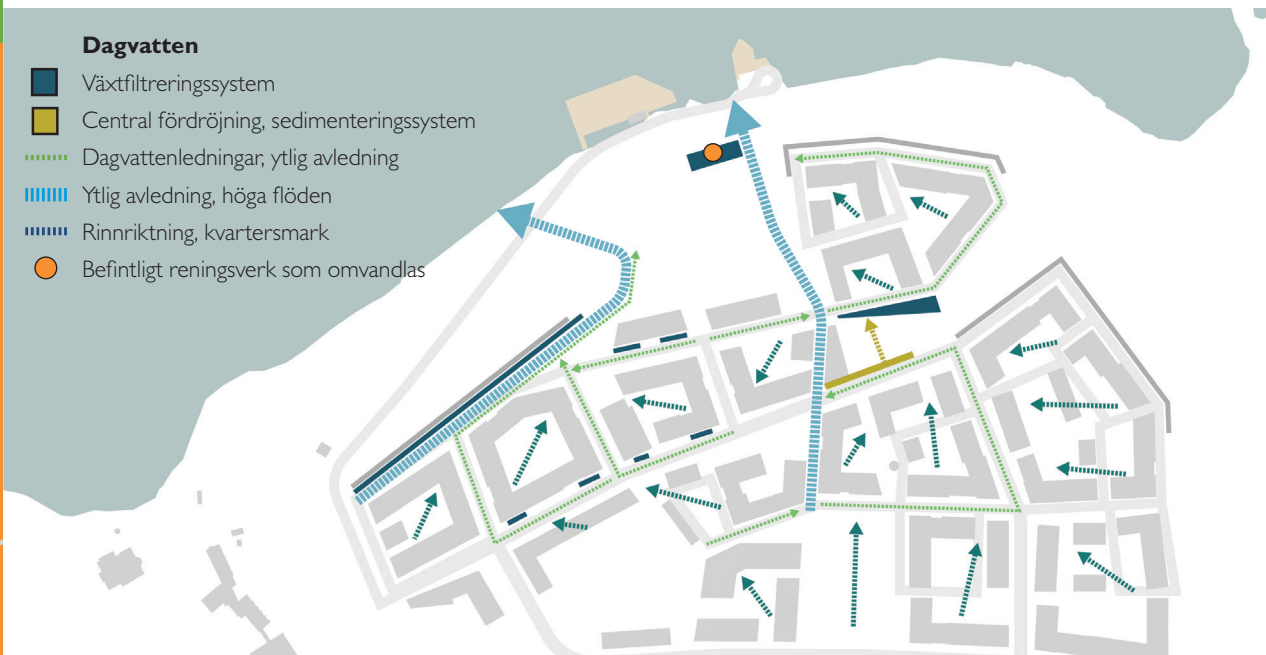 Dagvatten
Växtfiltreringssystem
Central fördröjning, sedimenteringssystem
Dagvattenledningar, ytlig avledning
Ytlig avledning, höga flöden
Rinnriktning, kvartersmark
Befintligt reningsverk som omvandlas